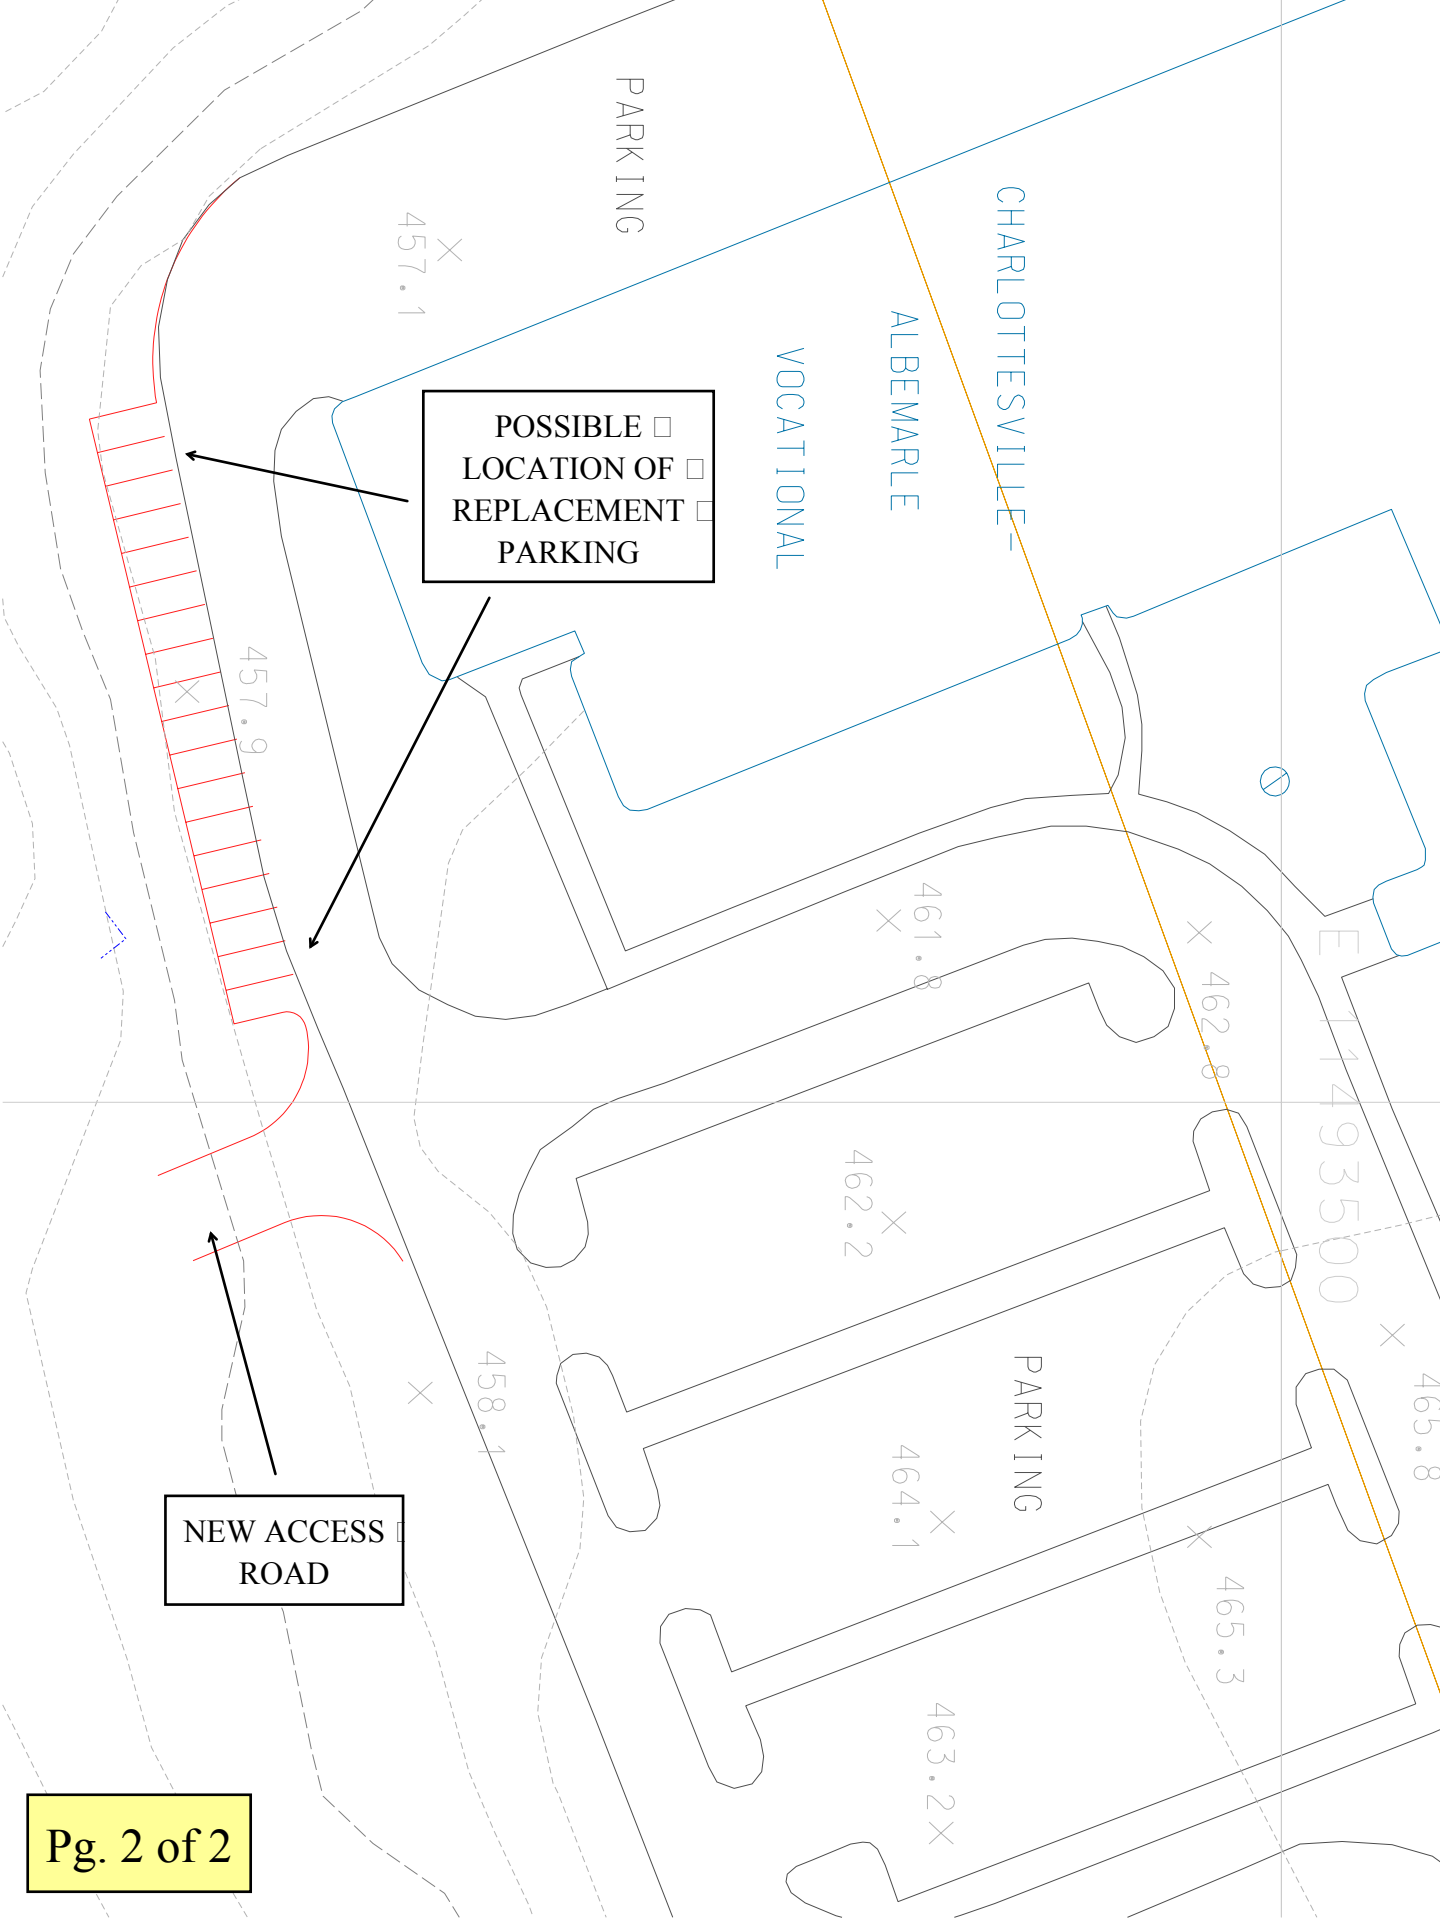 PARKING
457.1
CHARLOTTESVILLE-
ALBEMARLE
VOCATIONAL
POSSIBLE
LOCATION OF
REPLACEMENT
PARKING
457.9
461.8
462.8
E 11493500
462.2
458.1
PARKING
465.8
464.1
465.3
463.2
NEW ACCESS
ROAD
Pg. 2 of 2